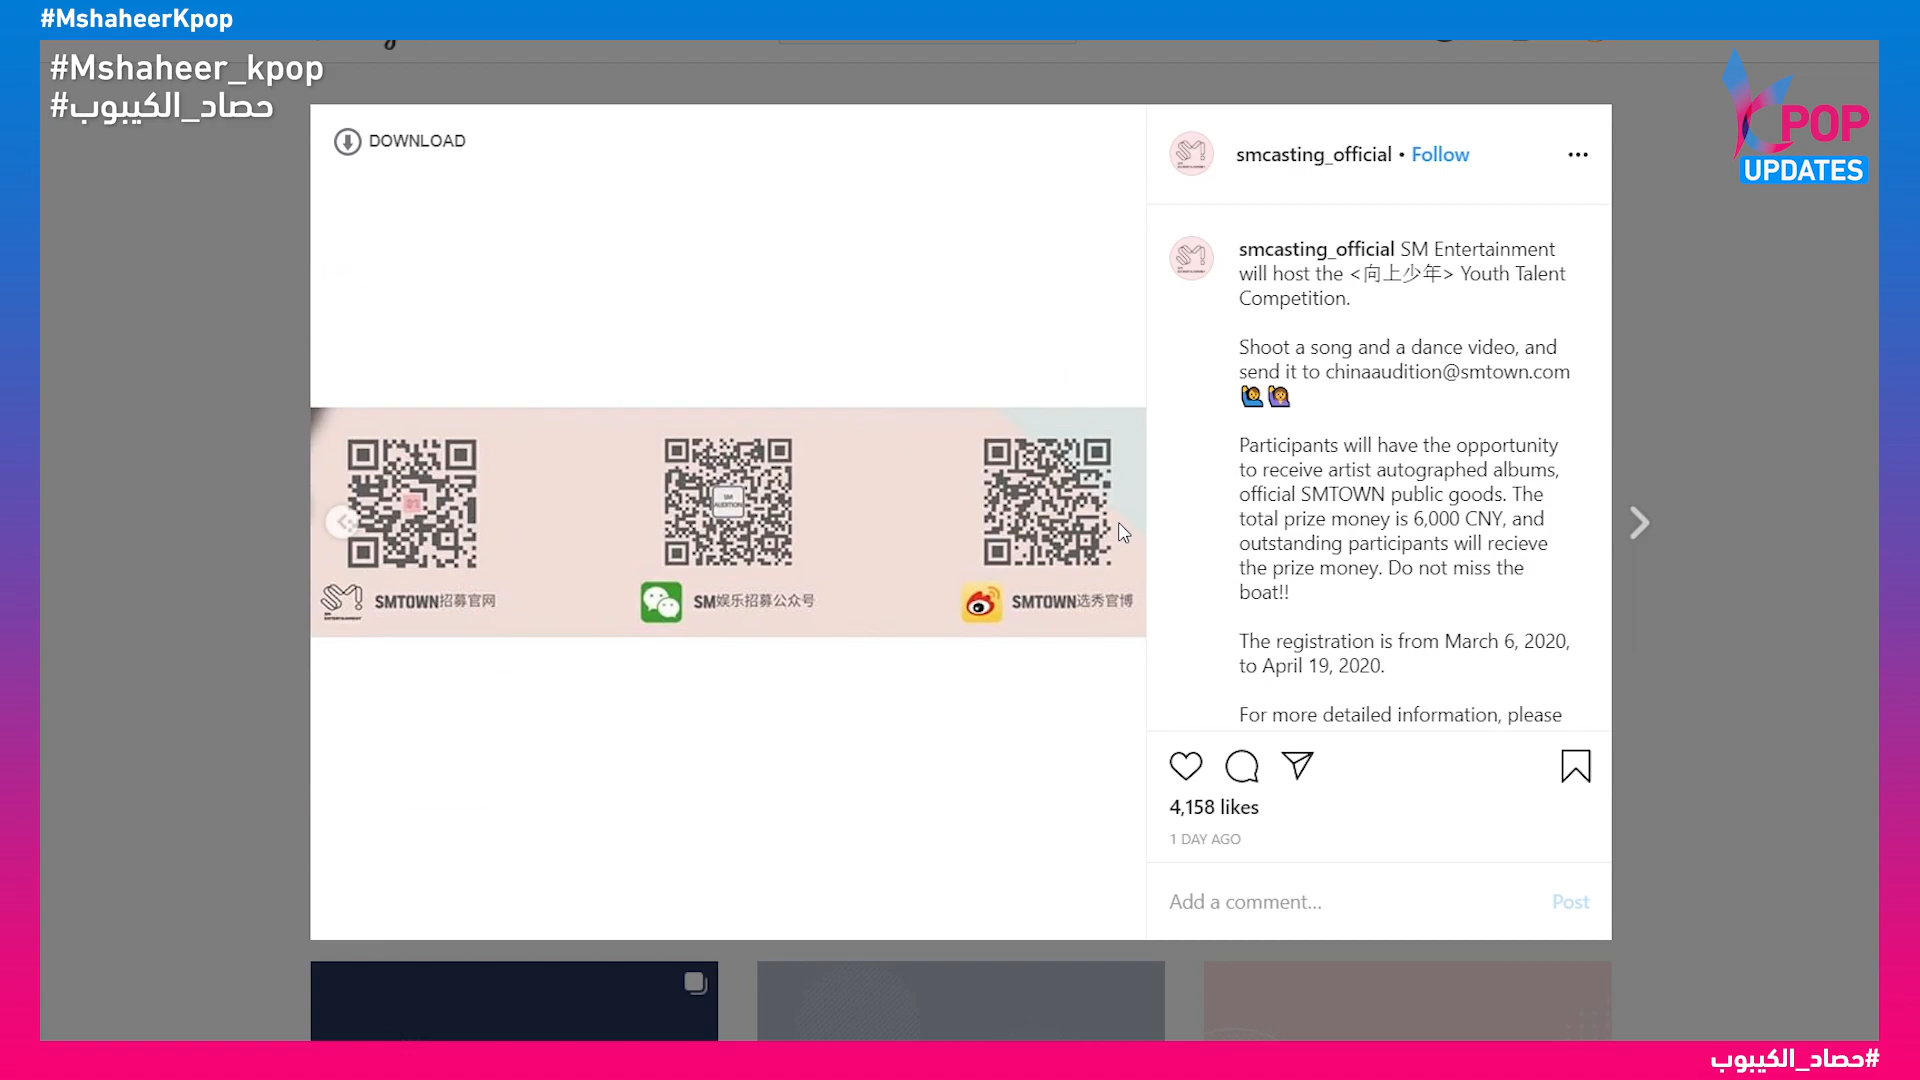 #MshaheerKpop
#Mshaheer_kpop
#حصاد_الكيبوب
KPOP
UPDATES
DOWNLOAD
smcasting_official • Follow
smcasting_official SM Entertainment
will host the <向上少年> Youth Talent
Competition.
Shoot a song and a dance video, and
send it to chinaaudition@smtown.com
Participants will have the opportunity
to receive artist autographed albums,
official SMTOWN public goods. The
total prize money is 6,000 CNY, and
outstanding participants will recieve
the prize money. Do not miss the
boat!!
The registration is from March 6, 2020,
to April 19, 2020.
For more detailed information, please
SM AUDITION
SMTOWN招募官网
SM娱乐招募公众号
SMTOWN选秀官博
4,158 likes
1 DAY AGO
Add a comment...
Post
#حصاد_الكيبوب